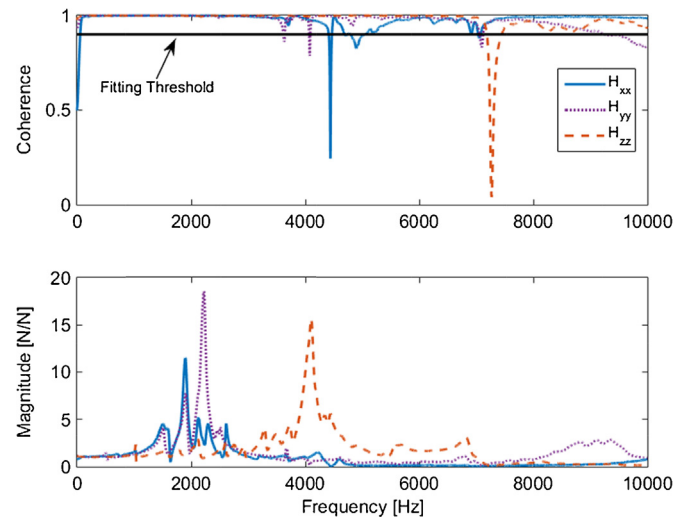 1
0.5
0
Coherence
Fitting Threshold
H_xx
H_yy
H_zz
0 2000 4000 6000 8000 10000
20
15
10
5
0
Magnitude [N/N]
0 2000 4000 6000 8000 10000
Frequency [Hz]